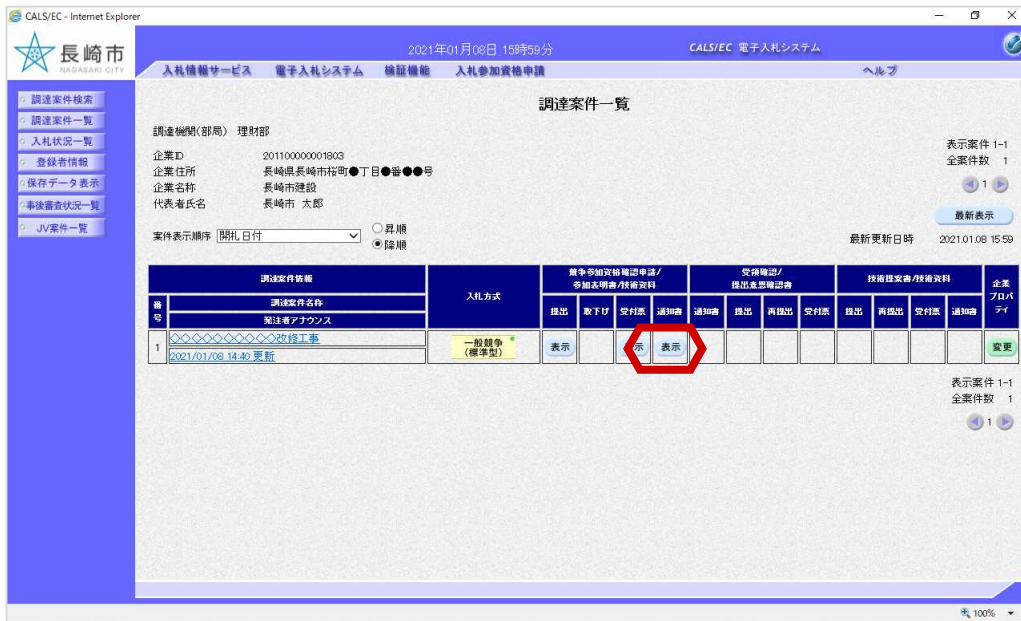 CALS/EC - Internet Explorer
長崎市
NAGASAKI CITY
2021年01月08日 15時59分
CALS/EC 電子入札システム
入札情報サービス 電子入札システム 検証機能 入札参加資格申請 ヘルプ
調達案件検索
調達案件一覧
入札状況一覧
登録者情報
保存データ表示
事後審査状況一覧
JV案件一覧
調達案件一覧
調達機関(部局) 理財部
企業ID 201100000001803
企業住所 長崎県長崎市桜町●丁目●番●●号
企業名称 長崎市建設
代表者氏名 長崎市 太郎
表示案件 1-1
全案件数 1
1
最新表示
案件表示順序 開札日付
昇順
降順
最新更新日時 2021.01.08 15:59
調達案件情報 入札方式 競争参加資格確認申請/参加表明書/技術資料 受領確認/提出意思確認書 技術提案書/技術資料 企業プロパティ
番号 調達案件名称 発注者アナウンス
提出 取下げ 受付票 通知書 通知書 提出 再提出 受付票 提出 再提出 受付票 通知書
1 ◇◇◇◇◇◇◇◇◇◇改修工事 一般競争(標準型) 表示 示 表示 変更
2021/01/08 14:40 更新
表示案件 1-1
全案件数 1
1
100%